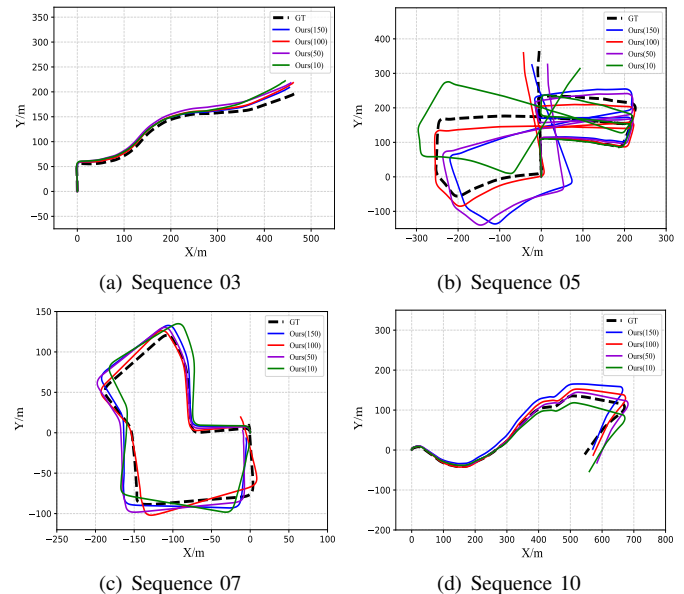 350
300
250
200
150
100
50
0
−50
Y/m
0 100 200 300 400 500
X/m
GT
Ours(150)
Ours(100)
Ours(50)
Ours(10)
(a) Sequence 03
400
300
200
100
0
−100
Y/m
−300 −200 −100 0 100 200 300
X/m
GT
Ours(150)
Ours(100)
Ours(50)
Ours(10)
(b) Sequence 05
150
100
50
0
−50
−100
Y/m
−250 −200 −150 −100 −50 0 50 100
X/m
GT
Ours(150)
Ours(100)
Ours(50)
Ours(10)
(c) Sequence 07
300
200
100
0
−100
−200
Y/m
0 100 200 300 400 500 600 700 800
X/m
GT
Ours(150)
Ours(100)
Ours(50)
Ours(10)
(d) Sequence 10